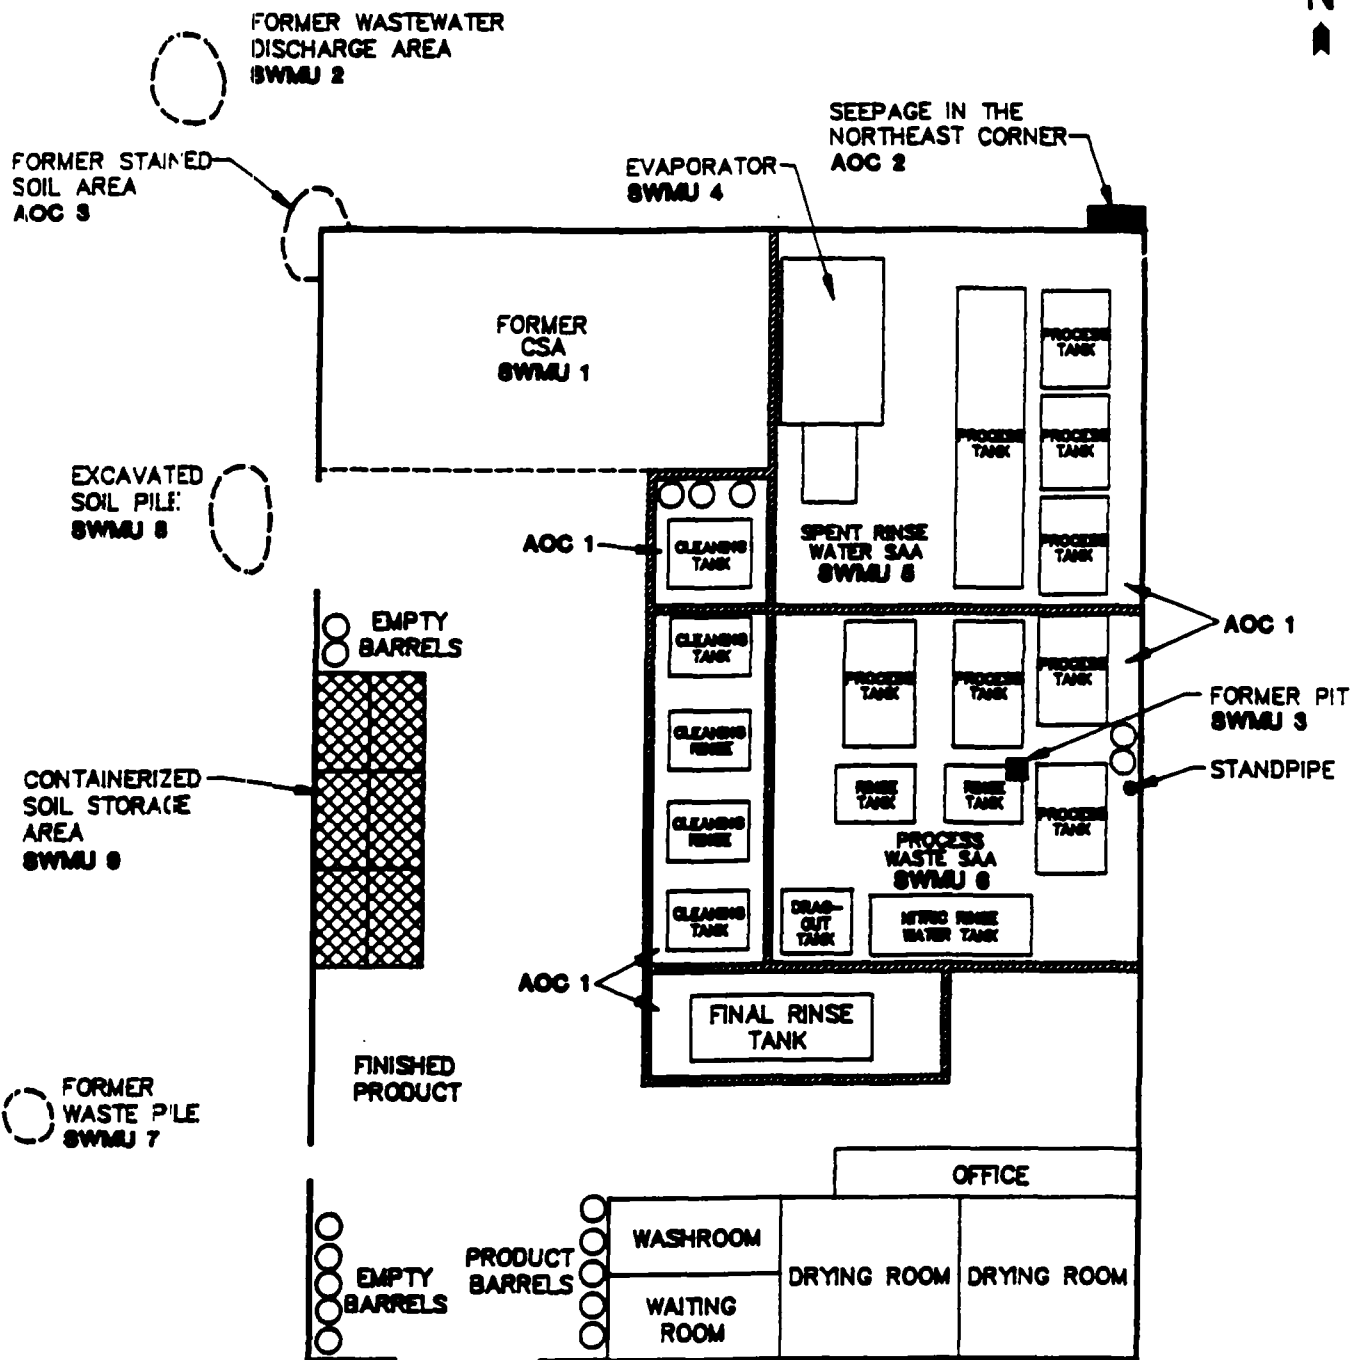 N
FORMER WASTEWATER
DISCHARGE AREA
SWMU 2
SEEPAGE IN THE
NORTHEAST CORNER
AOC 2
FORMER STAINED
SOIL AREA
AOC 3
EVAPORATOR
SWMU 4
FORMER
CSA
SWMU 1
PROCESS
TANK
PROCESS
TANK
PROCESS
TANK
PROCESS
TANK
EXCAVATED
SOIL PILE
SWMU 8
AOC 1
CLEANING
TANK
SPENT RINSE
WATER SAA
SWMU 5
EMPTY
BARRELS
CLEANING
TANK
AOC 1
PROCESS
TANK
PROCESS
TANK
PROCESS
TANK
FORMER PIT
SWMU 3
CLEANING
RINSE
STANDPIPE
CONTAINERIZED
SOIL STORAGE
AREA
SWMU 9
RINSE
TANK
RINSE
TANK
PROCESS
TANK
CLEANING
RINSE
PROCESS
WASTE SAA
SWMU 6
CLEANING
TANK
DRAG-
OUT
TANK
NITRIC RINSE
WATER TANK
AOC 1
FINAL RINSE
TANK
FINISHED
PRODUCT
FORMER
WASTE PILE
SWMU 7
OFFICE
WASHROOM
PRODUCT
BARRELS
EMPTY
BARRELS
WAITING
ROOM
DRYING ROOM
DRYING ROOM